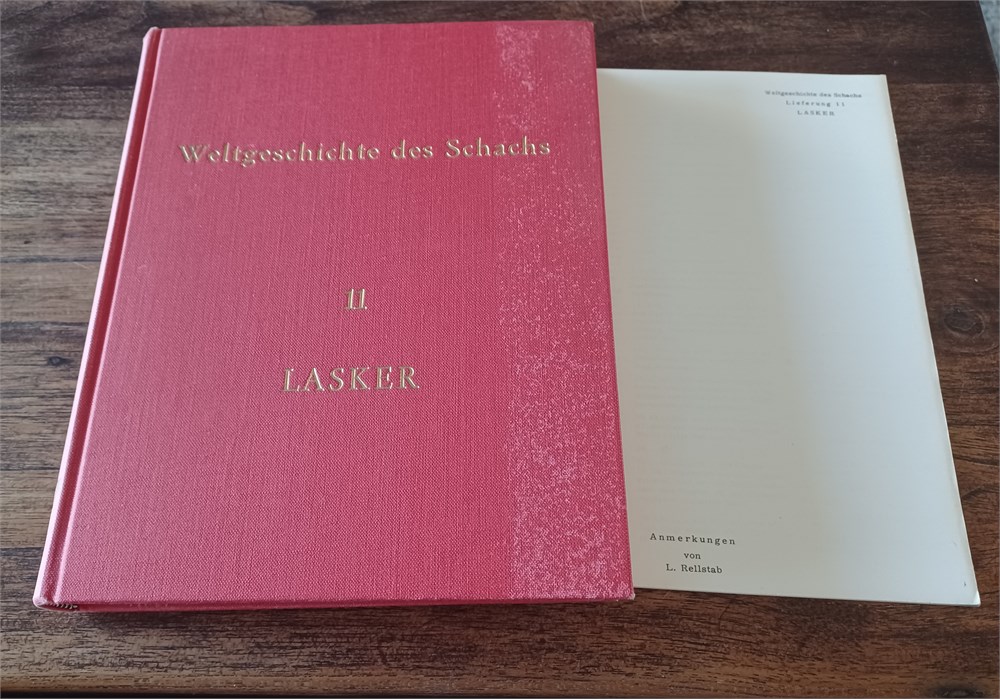 Weltgeschichte des Schachs
11
LASKER
Weltgeschichte des Schachs
Lieferung 11
LASKER
Anmerkungen
von
L. Rellstab